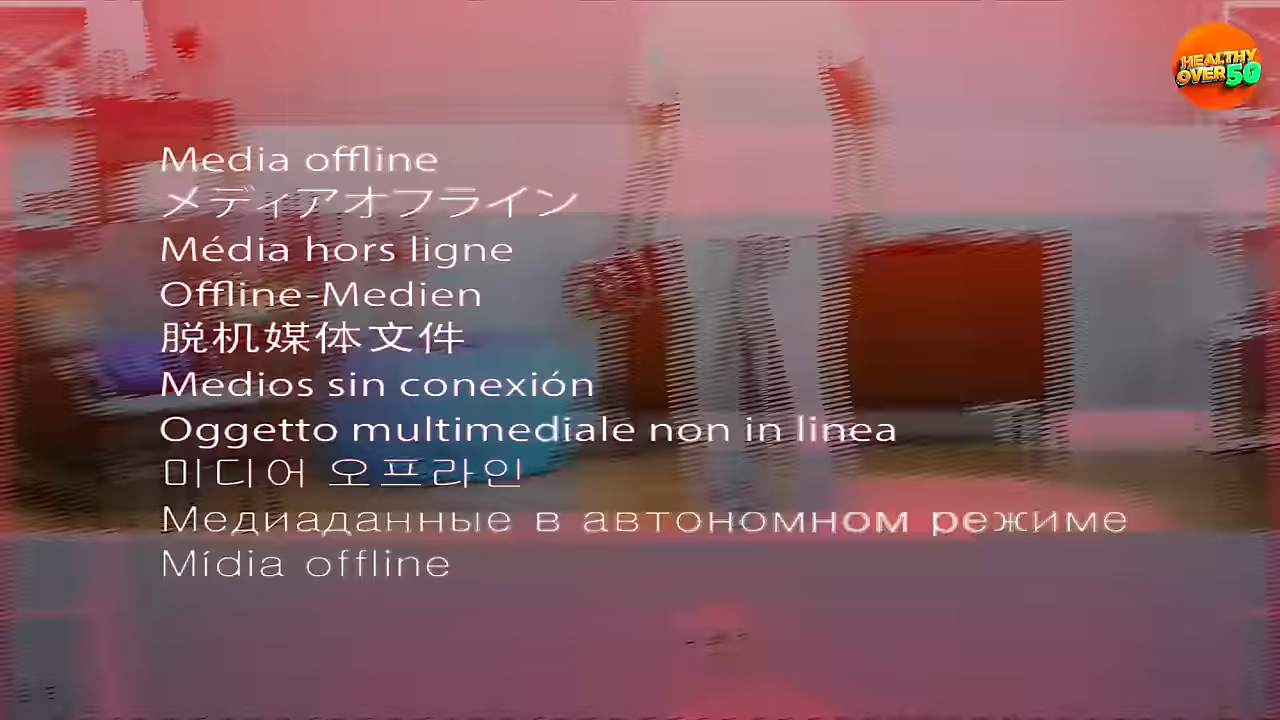 HEALTHY
OVER 50
Media offline
メディアオフライン
Média hors ligne
Offline-Medien
脱机媒体文件
Medios sin conexión
Oggetto multimediale non in linea
미디어 오프라인
Медиаданные в автономном режиме
Mídia offline